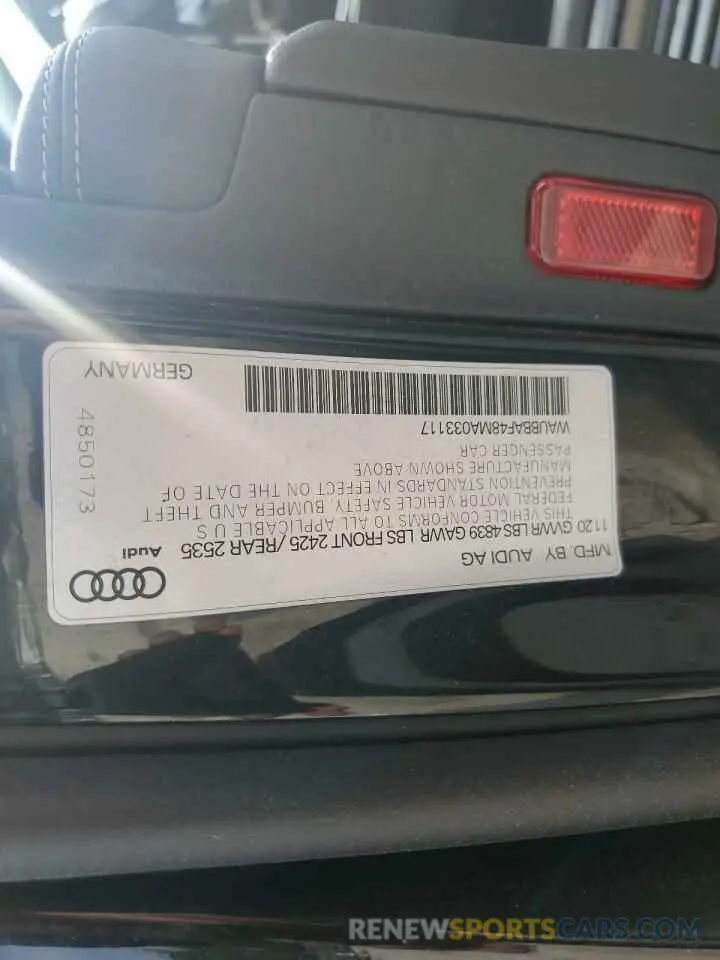 MFD. BY AUDI AG
1120 GVWR LBS 4839 GAWR LBS FRONT 2425 / REAR 2535
THIS VEHICLE CONFORMS TO ALL APPLICABLE U S
FEDERAL MOTOR VEHICLE SAFETY, BUMPER AND THEFT
PREVENTION STANDARDS IN EFFECT ON THE DATE OF
MANUFACTURE SHOWN ABOVE
PASSENGER CAR
WAUBBAF48MA033117
Audi
4850173
GERMANY
RENEWSPORTSCARS.COM